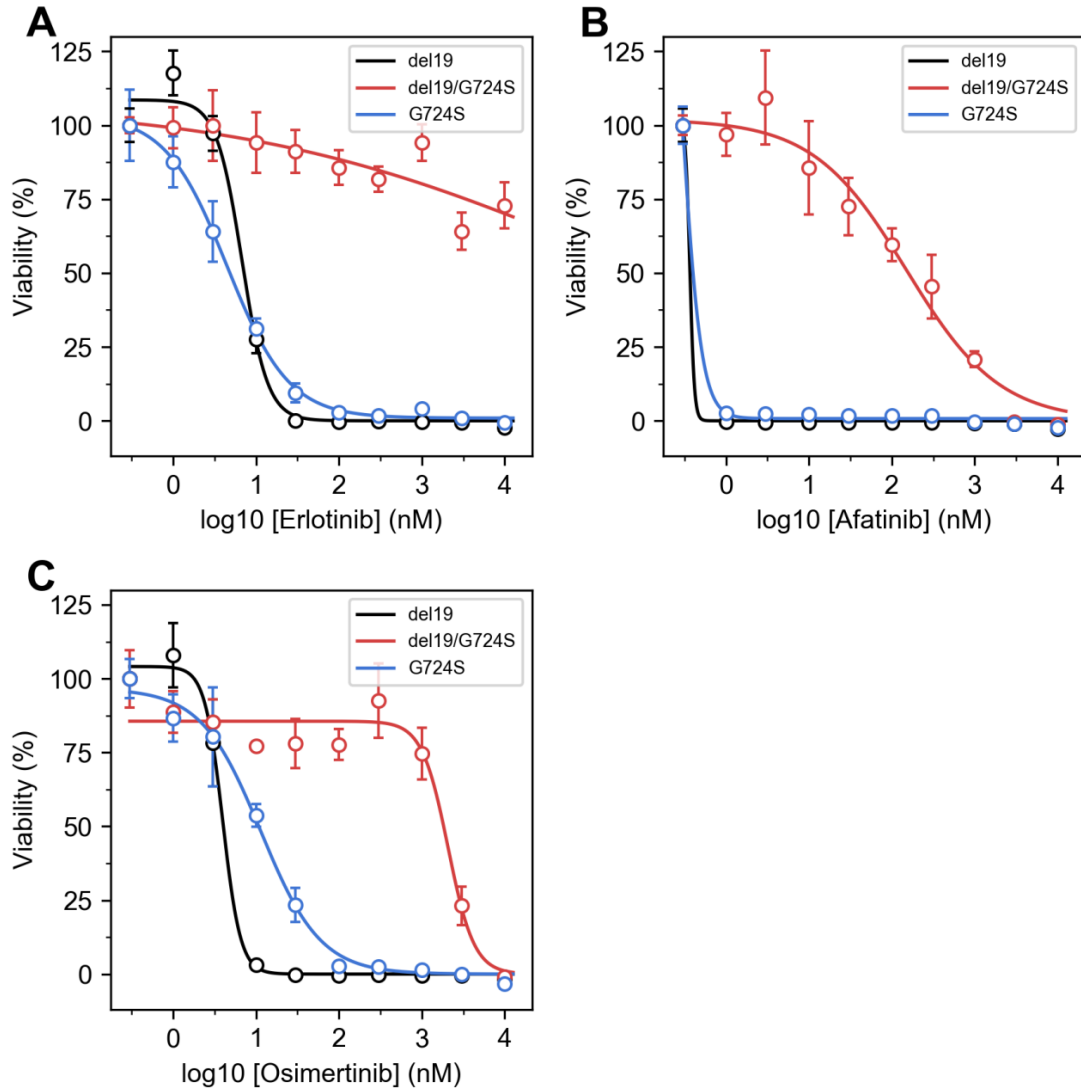 A
Viability (%)
125
100
75
50
25
0
del19
del19/G724S
G724S
0 1 2 3 4
log10 [Erlotinib] (nM)
B
Viability (%)
125
100
75
50
25
0
del19
del19/G724S
G724S
0 1 2 3 4
log10 [Afatinib] (nM)
C
Viability (%)
125
100
75
50
25
0
del19
del19/G724S
G724S
0 1 2 3 4
log10 [Osimertinib] (nM)